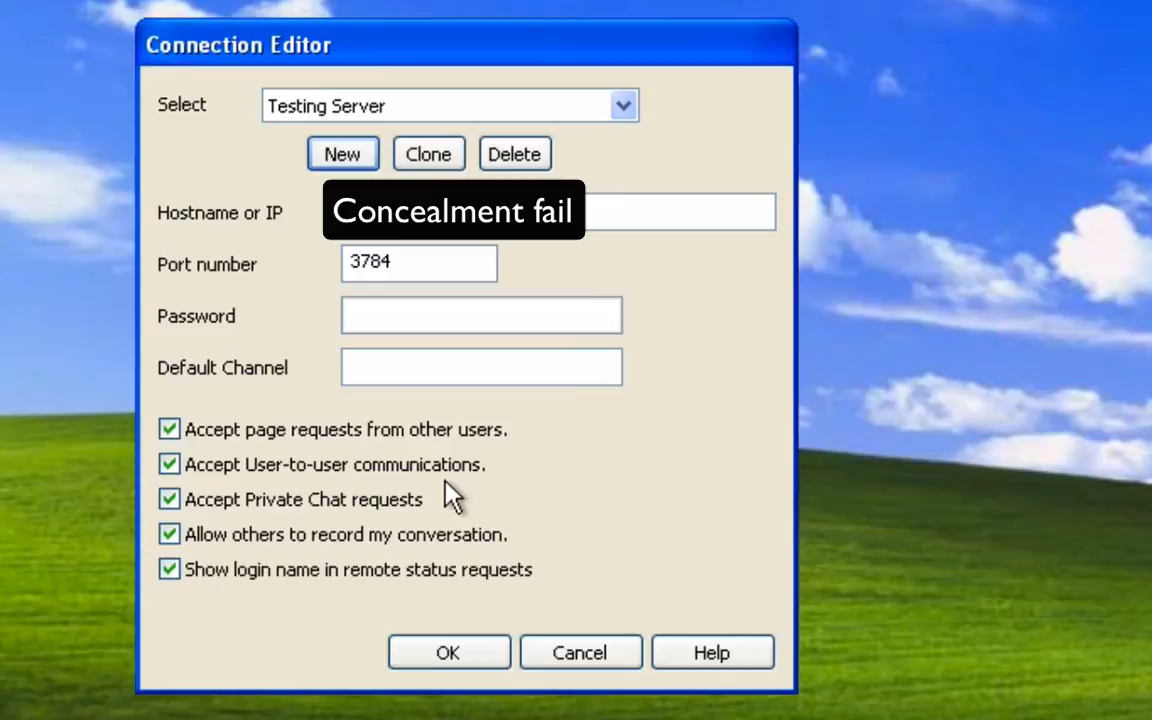 Connection Editor
Select
Testing Server
New
Clone
Delete
Hostname or IP
Concealment fail
Port number
3784
Password
Default Channel
Accept page requests from other users.
Accept User-to-user communications.
Accept Private Chat requests
Allow others to record my conversation.
Show login name in remote status requests
OK
Cancel
Help